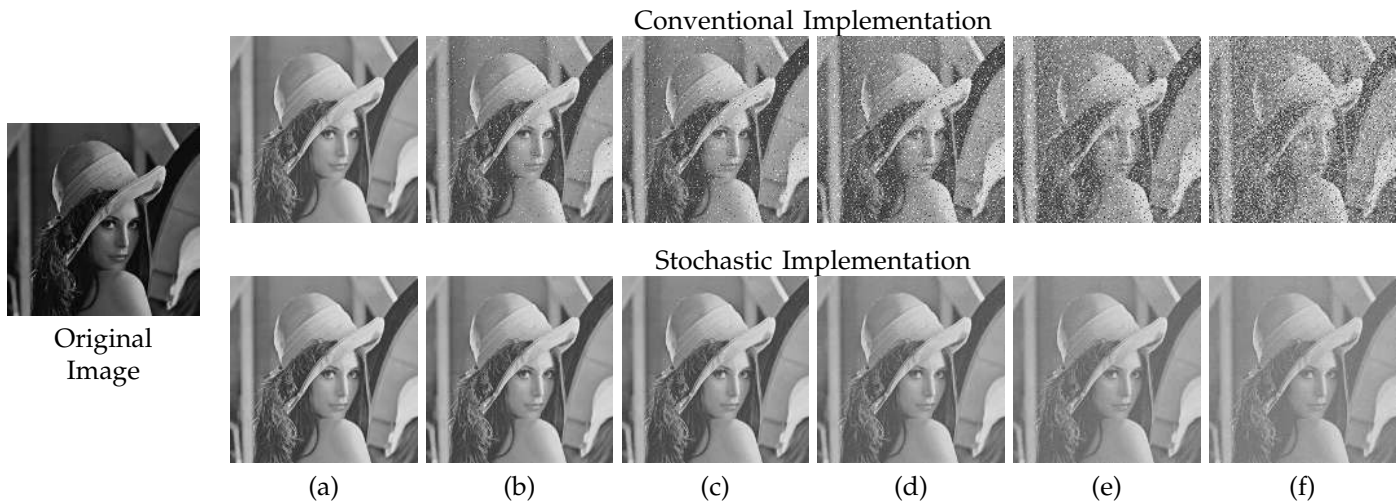 Conventional Implementation
Original
Image
Stochastic Implementation
(a) (b) (c) (d) (e) (f)